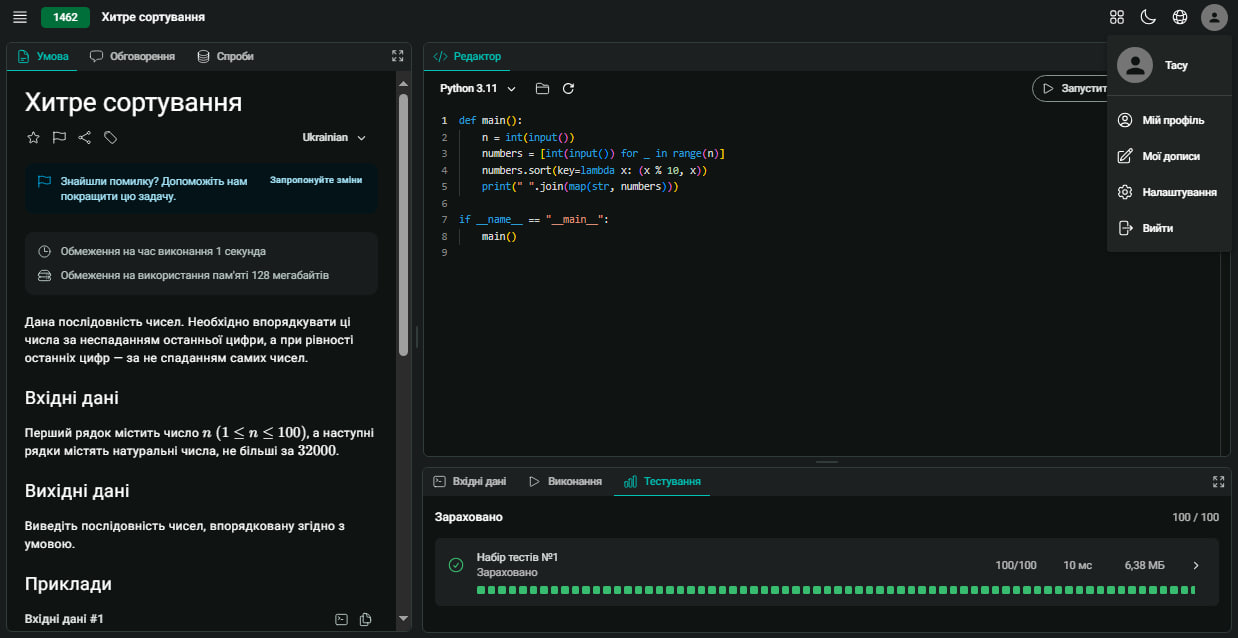 1462 Хитре сортування
Умова Обговорення Спроби
Хитре сортування
Ukrainian
Знайшли помилку? Допоможіть нам
покращити цю задачу.
Запропонуйте зміни
Обмеження на час виконання 1 секунда
Обмеження на використання пам'яті 128 мегабайтів
Дана послідовність чисел. Необхідно впорядкувати ці
числа за неспаданням останньої цифри, а при рівності
останніх цифр — за не спаданням самих чисел.
Вхідні дані
Перший рядок містить число n (1 ≤ n ≤ 100), а наступні
рядки містять натуральні числа, не більші за 32000.
Вихідні дані
Виведіть послідовність чисел, впорядковану згідно з
умовою.
Приклади
Вхідні дані #1
</> Редактор
Python 3.11
Запустит
1 def main():
2 n = int(input())
3 numbers = [int(input()) for _ in range(n)]
4 numbers.sort(key=lambda x: (x % 10, x))
5 print(" ".join(map(str, numbers)))
6
7 if __name__ == "__main__":
8 main()
9
Тасу
Мій профіль
Мої дописи
Налаштування
Вийти
Вхідні дані Виконання Тестування
Зараховано 100 / 100
Набір тестів №1
Зараховано
100/100 10 мс 6,38 МБ